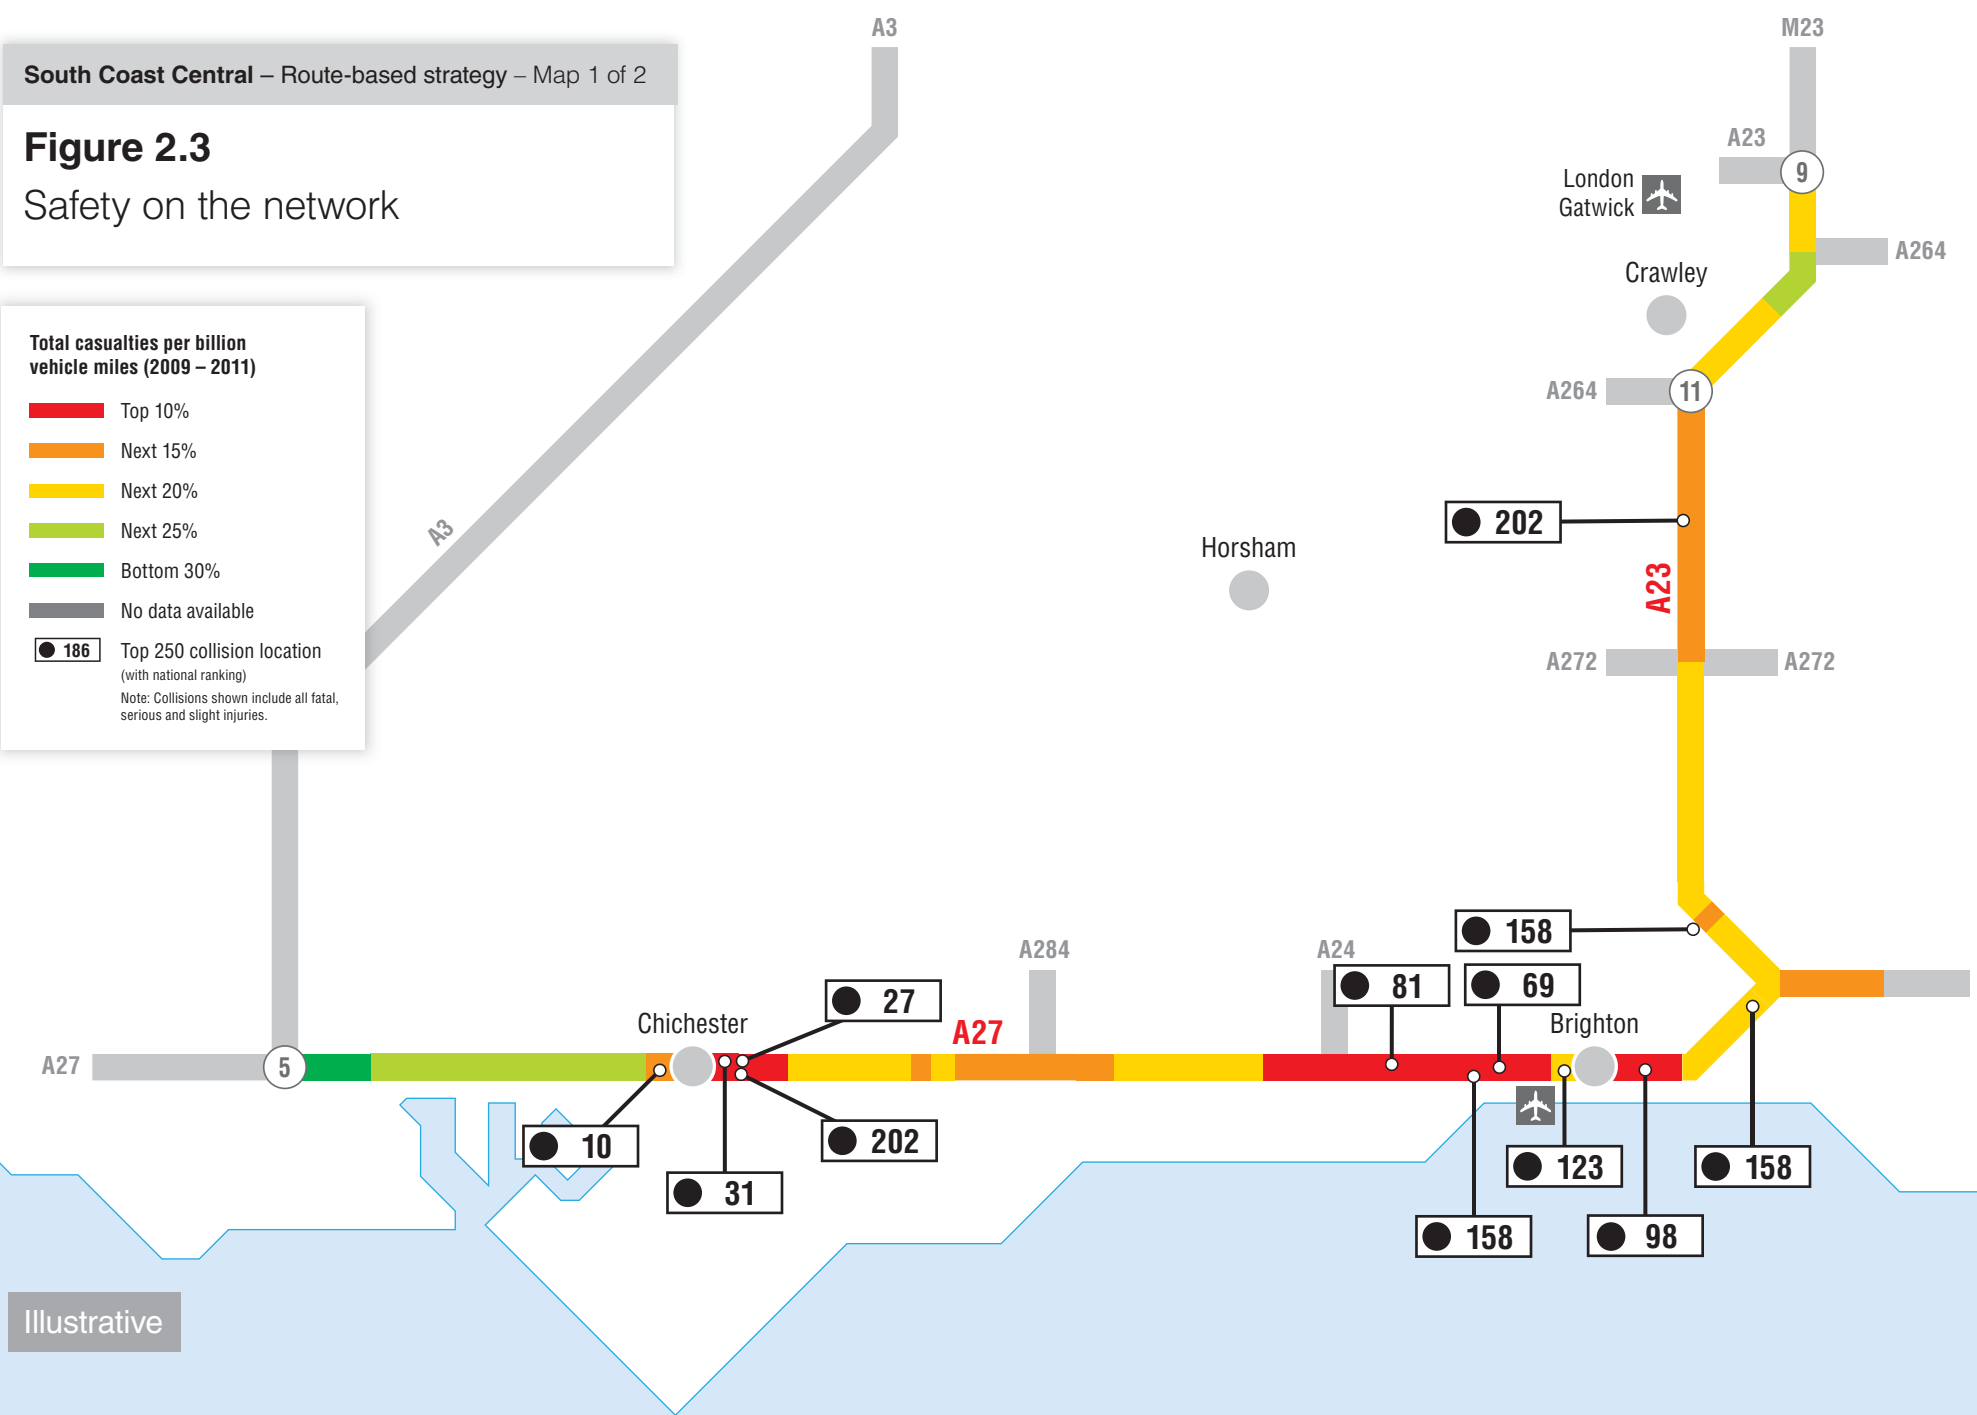 South Coast Central – Route-based strategy – Map 1 of 2
Figure 2.3
Safety on the network
Total casualties per billion
vehicle miles (2009 – 2011)
Top 10%
Next 15%
Next 20%
Next 25%
Bottom 30%
No data available
186 Top 250 collision location
(with national ranking)
Note: Collisions shown include all fatal,
serious and slight injuries.
A3
M23
A23
9
London
Gatwick
A264
Crawley
A264
11
A3
202
Horsham
A23
A272
A272
158
A284
A24
81
69
27
Chichester
A27
Brighton
A27
5
10
202
31
123
158
158
98
Illustrative